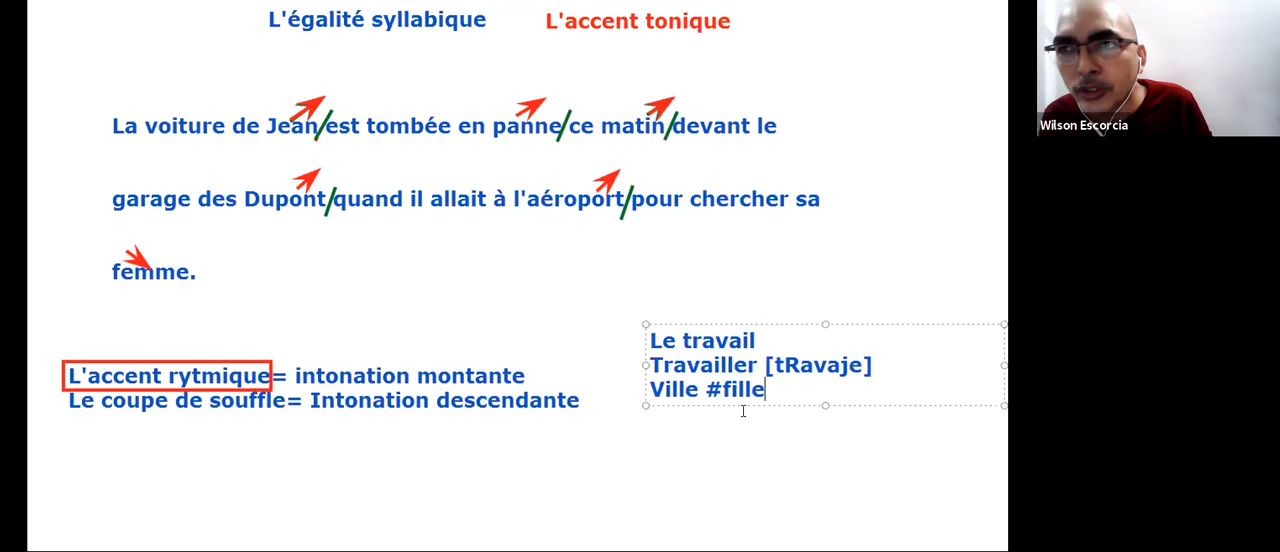 L'égalité syllabique L'accent tonique
La voiture de Jean/est tombée en panne/ce matin/devant le
garage des Dupont/quand il allait à l'aéroport/pour chercher sa
femme.
Le travail
Travailler [tRavaje]
Ville #fille
L'accent rytmique= intonation montante
Le coupe de souffle= Intonation descendante
Wilson Escorcia